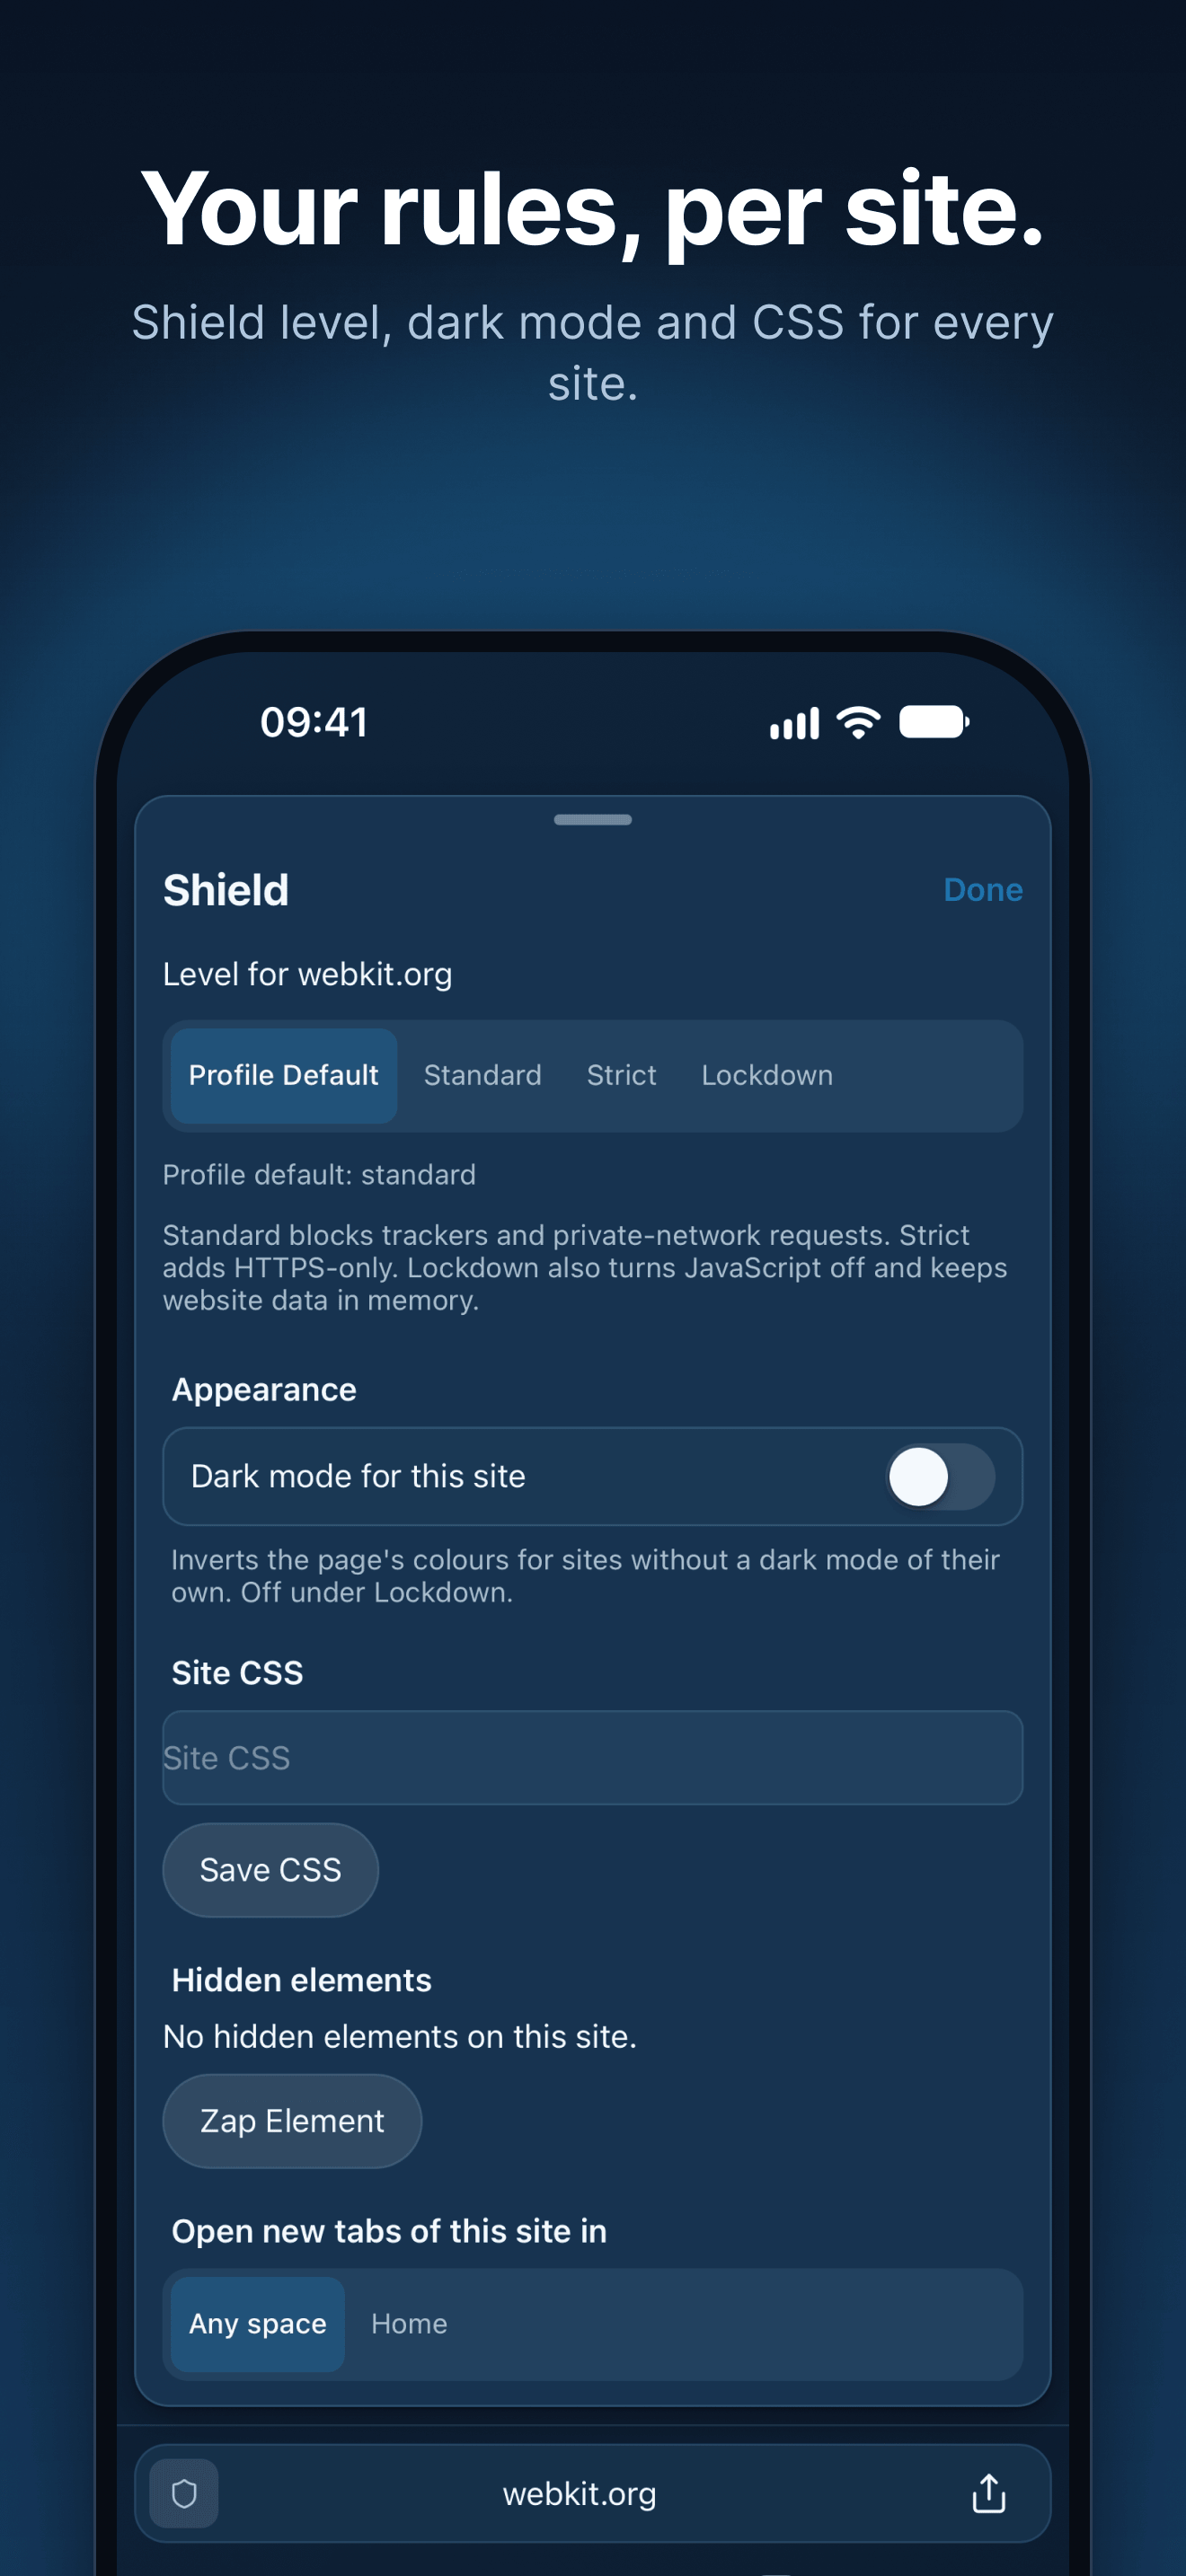 Your rules, per site.
Shield level, dark mode and CSS for every
site.
09:41
Shield
Done
Level for webkit.org
Profile Default
Standard
Strict
Lockdown
Profile default: standard
Standard blocks trackers and private-network requests. Strict
adds HTTPS-only. Lockdown also turns JavaScript off and keeps
website data in memory.
Appearance
Dark mode for this site
Inverts the page's colours for sites without a dark mode of their
own. Off under Lockdown.
Site CSS
Site CSS
Save CSS
Hidden elements
No hidden elements on this site.
Zap Element
Open new tabs of this site in
Any space
Home
webkit.org